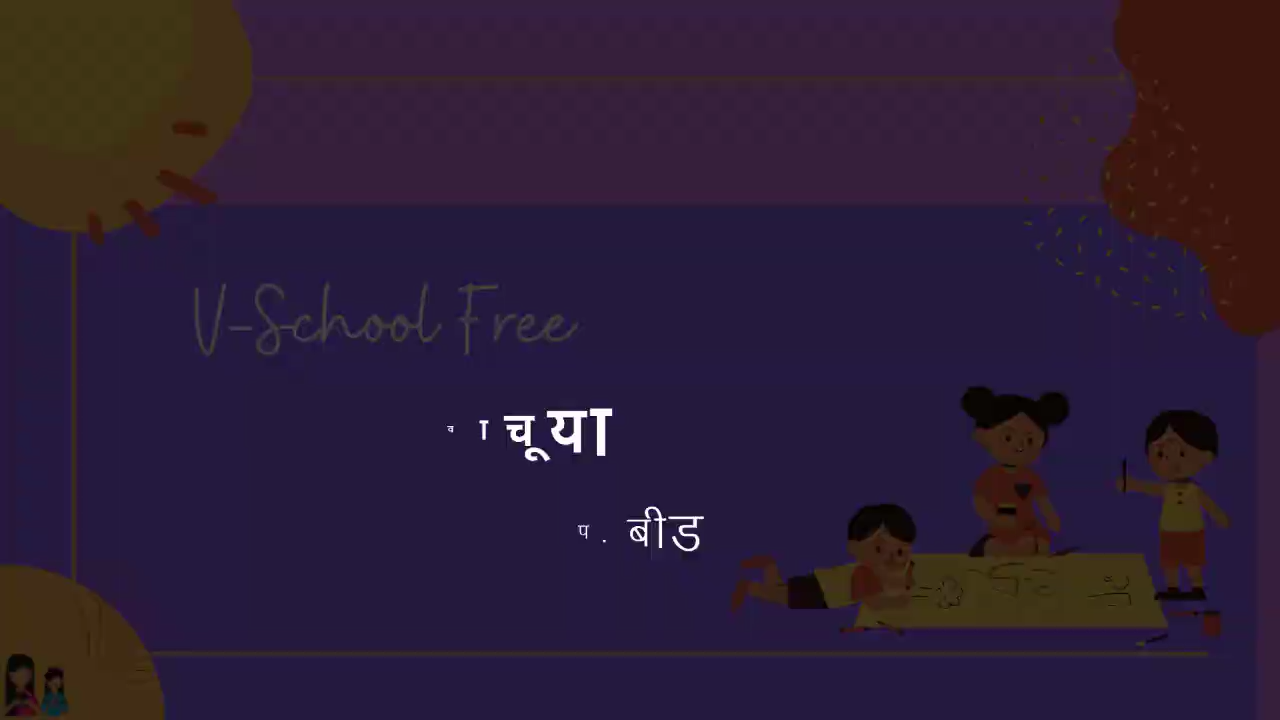 V-School Free
व ा चू या
प . बीड